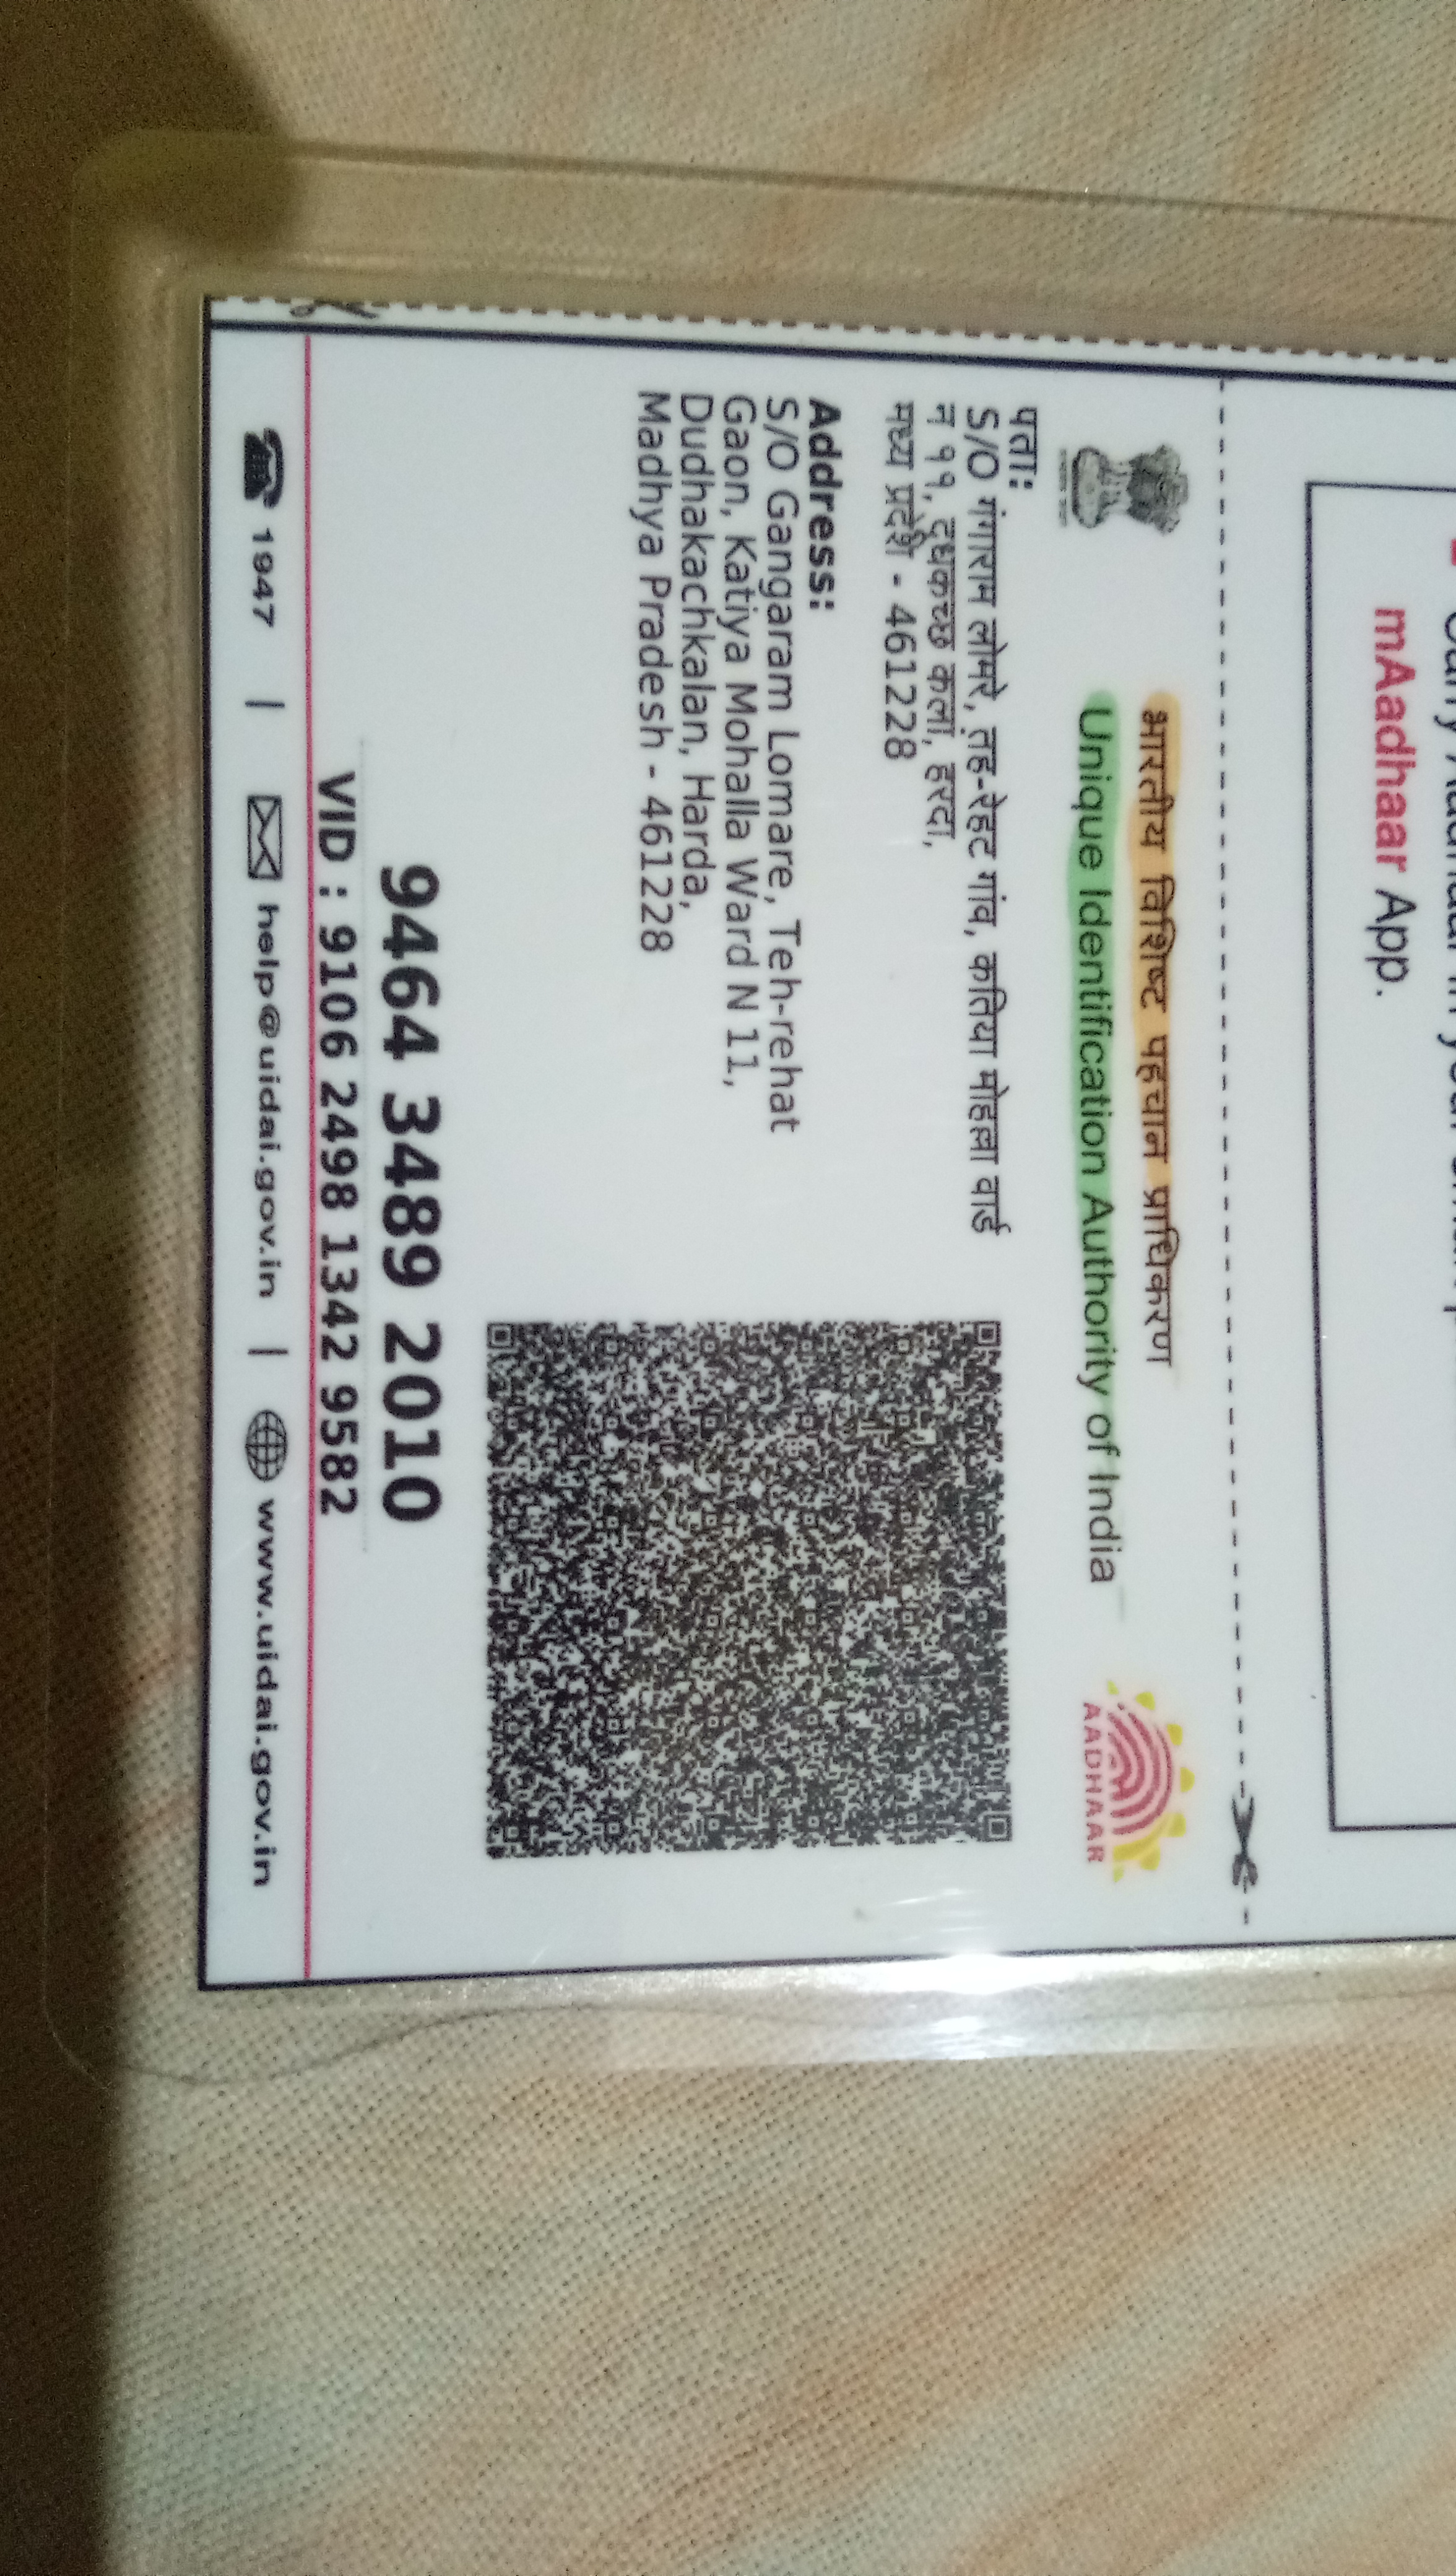 mAadhaar App.
भारतीय विशिष्ट पहचान प्राधिकरण
Unique Identification Authority of India
AADHAAR
पता:
S/O गंगाराम लोमरे, तह-रेहट गांव, कतिया मोहला वार्ड
न ११, दूधकच्छ कला, हरदा,
मध्य प्रदेश - 461228
Address:
S/O Gangaram Lomare, Teh-rehat
Gaon, Katiya Mohalla Ward N 11,
Dudhakachkalan, Harda,
Madhya Pradesh - 461228
9464 3489 2010
VID : 9106 2498 1342 9582
1947 | help@uidai.gov.in | www.uidai.gov.in